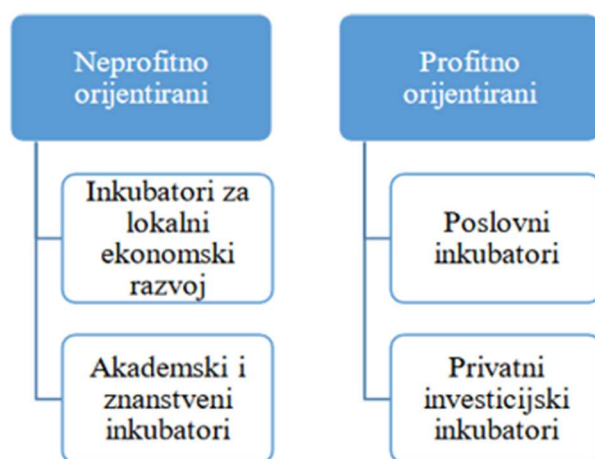 Neprofitno
orijentirani
Inkubatori za
lokalni
ekonomski
razvoj
Akademski i
znanstveni
inkubatori
Profitno
orijentirani
Poslovni
inkubatori
Privatni
investicijski
inkubatori